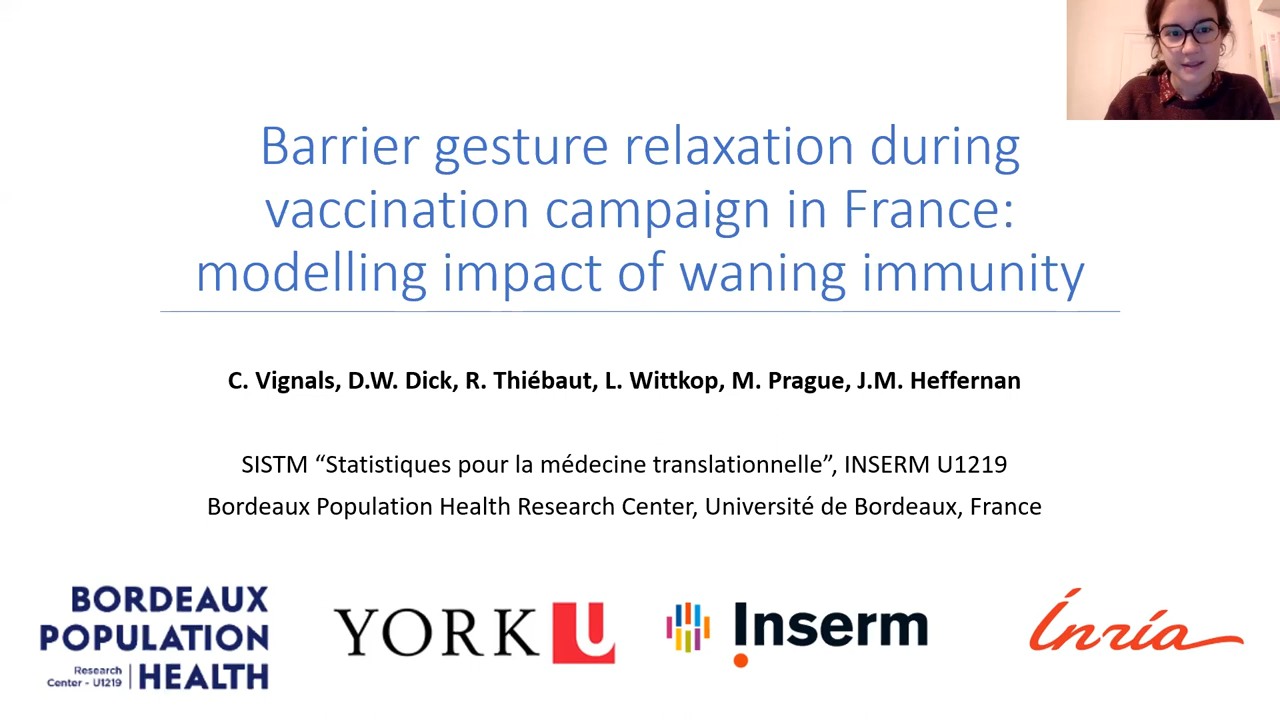 Barrier gesture relaxation during
vaccination campaign in France:
modelling impact of waning immunity
C. Vignals, D.W. Dick, R. Thiébaut, L. Wittkop, M. Prague, J.M. Heffernan
SISTM “Statistiques pour la médecine translationnelle”, INSERM U1219
Bordeaux Population Health Research Center, Université de Bordeaux, France
BORDEAUX
POPULATION
Research
Center - U1219
HEALTH
YORK U
Inserm
Inria